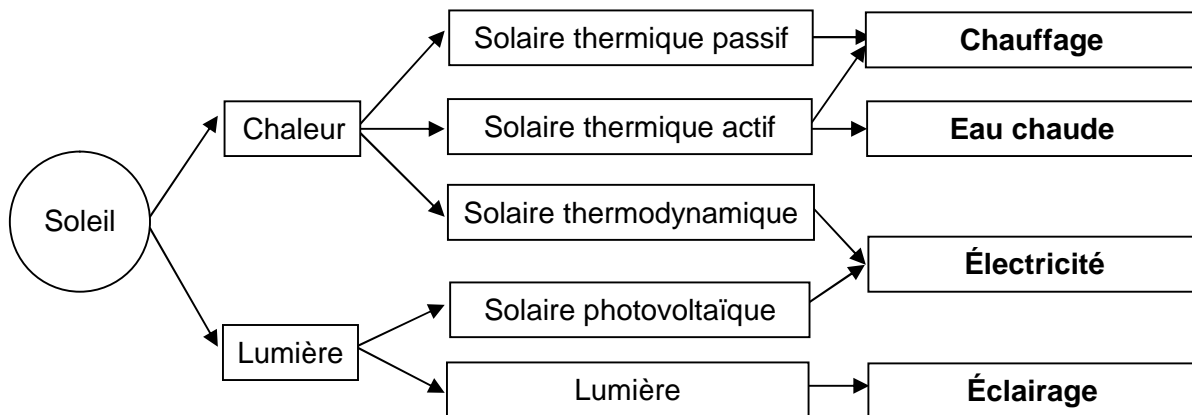 Solaire thermique passif
Chauffage
Chaleur
Solaire thermique actif
Eau chaude
Soleil
Solaire thermodynamique
Électricité
Solaire photovoltaïque
Lumière
Lumière
Éclairage